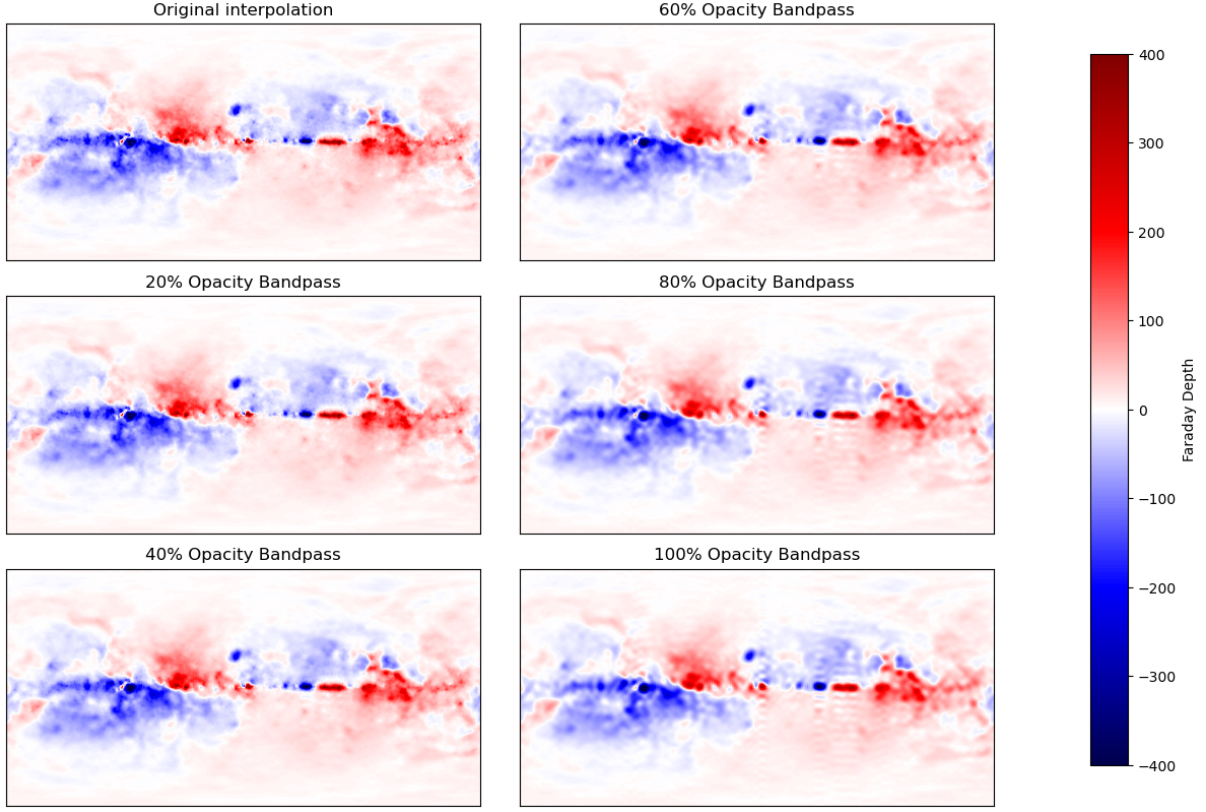 Original interpolation
60% Opacity Bandpass
20% Opacity Bandpass
80% Opacity Bandpass
40% Opacity Bandpass
100% Opacity Bandpass
400
300
200
100
0
−100
−200
−300
−400
Faraday Depth